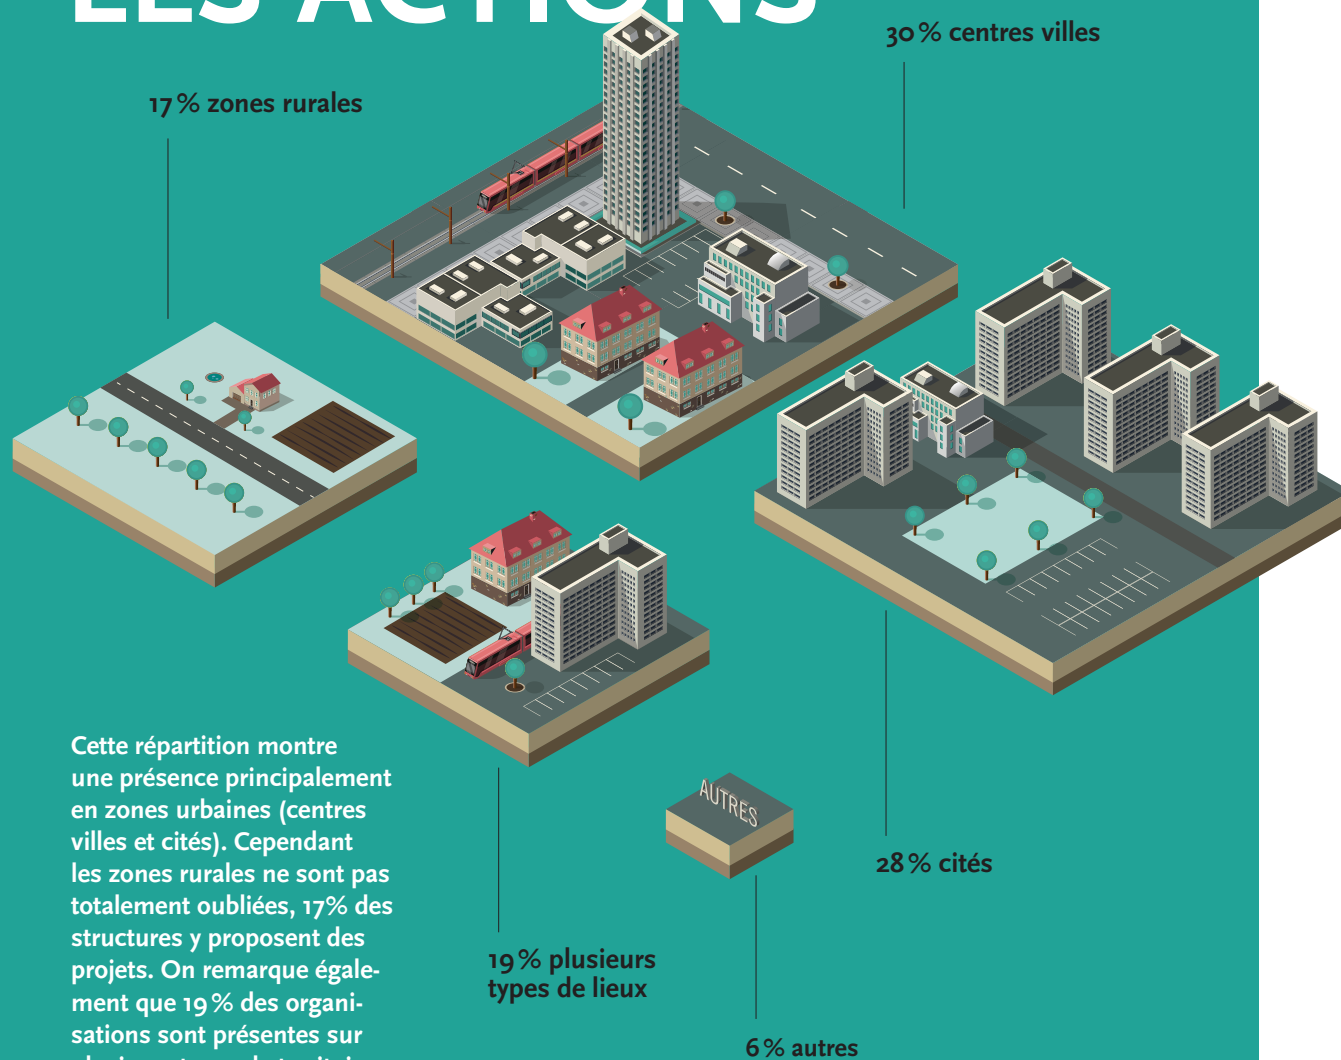 LES ACTIONS
30 % centres villes
17 % zones rurales
AUTRES
28 % cités
19 % plusieurs
types de lieux
6 % autres
Cette répartition montre
une présence principalement
en zones urbaines (centres
villes et cités). Cependant
les zones rurales ne sont pas
totalement oubliées, 17% des
structures y proposent des
projets. On remarque égale-
ment que 19 % des organi-
sations sont présentes sur